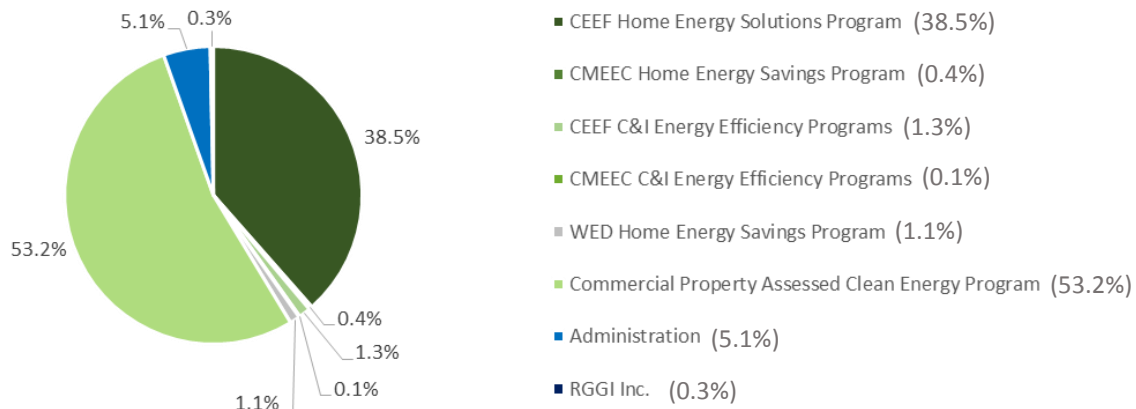 5.1%
0.3%
38.5%
53.2%
0.4%
1.3%
0.1%
1.1%
CEEF Home Energy Solutions Program (38.5%)
CMEEC Home Energy Savings Program (0.4%)
CEEF C&I Energy Efficiency Programs (1.3%)
CMEEC C&I Energy Efficiency Programs (0.1%)
WED Home Energy Savings Program (1.1%)
Commercial Property Assessed Clean Energy Program (53.2%)
Administration (5.1%)
RGGI Inc. (0.3%)